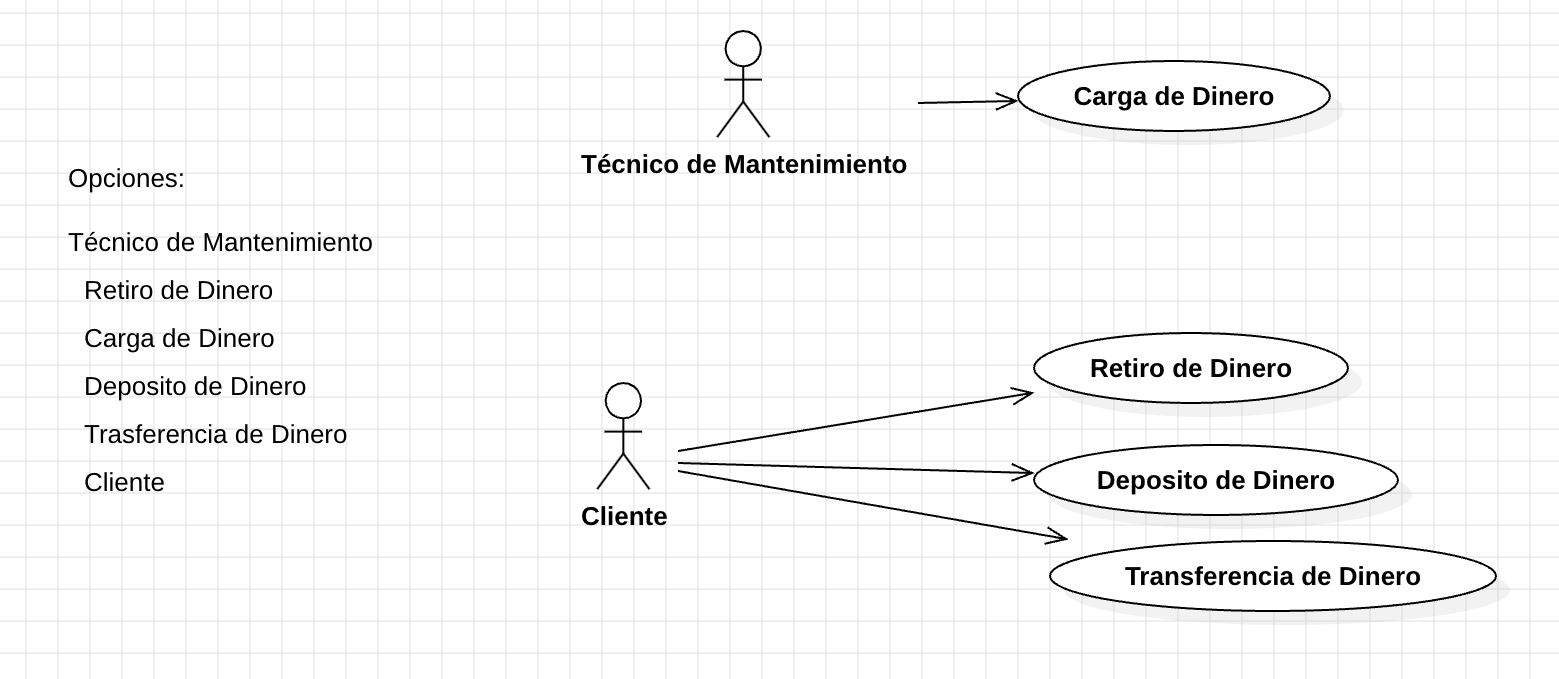 Opciones:
Técnico de Mantenimiento
Retiro de Dinero
Carga de Dinero
Deposito de Dinero
Trasferencia de Dinero
Cliente
Técnico de Mantenimiento
Carga de Dinero
Cliente
Retiro de Dinero
Deposito de Dinero
Transferencia de Dinero